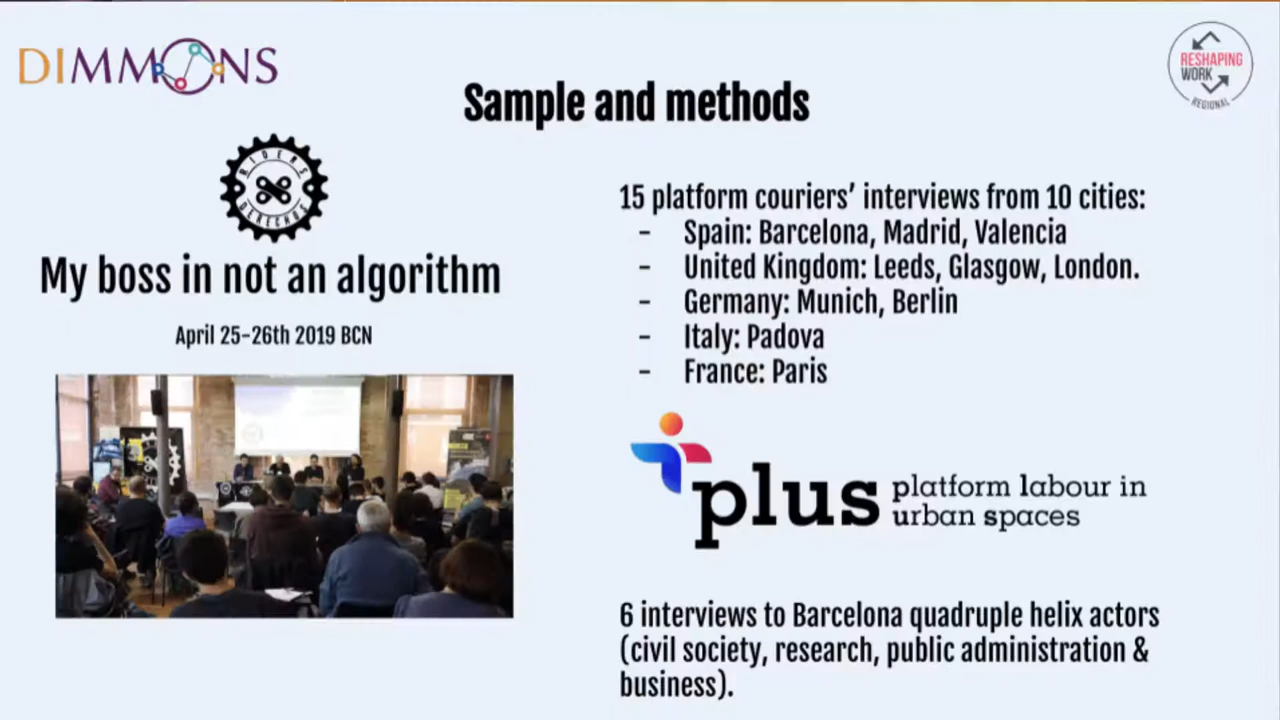 DIMMONS
RESHAPING
WORK
REGIONAL
Sample and methods
RIDERS
DERECHOS
My boss in not an algorithm
April 25-26th 2019 BCN
15 platform couriers’ interviews from 10 cities:
- Spain: Barcelona, Madrid, Valencia
- United Kingdom: Leeds, Glasgow, London.
- Germany: Munich, Berlin
- Italy: Padova
- France: Paris
plus platform labour in
urban spaces
6 interviews to Barcelona quadruple helix actors
(civil society, research, public administration &
business).